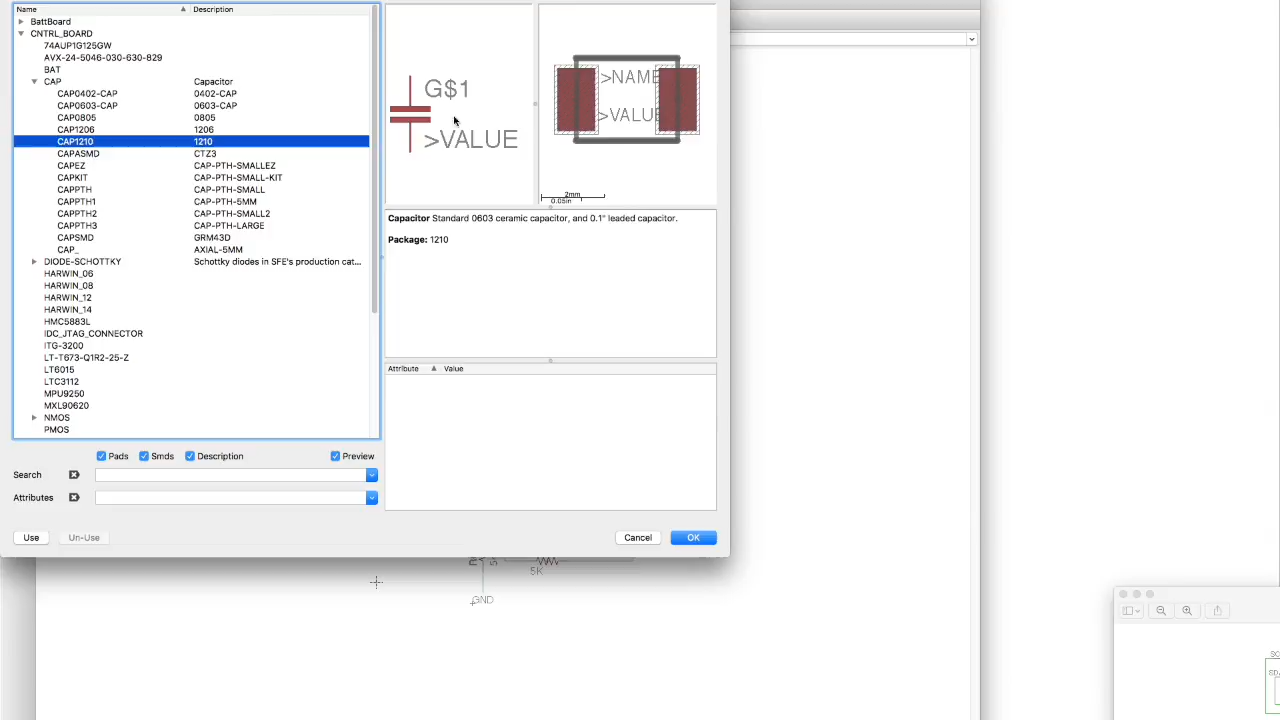 Name Description
BattBoard
CNTRL_BOARD
74AUP1G125GW
AVX-24-5046-030-630-829
BAT
CAP Capacitor
CAP0402-CAP 0402-CAP
CAP0603-CAP 0603-CAP
CAP0805 0805
CAP1206 1206
CAP1210 1210
CAPASMD CTZ3
CAPEZ CAP-PTH-SMALLEZ
CAPKIT CAP-PTH-SMALL-KIT
CAPPTH CAP-PTH-SMALL
CAPPTH1 CAP-PTH-5MM
CAPPTH2 CAP-PTH-SMALL2
CAPPTH3 CAP-PTH-LARGE
CAPSMD GRM43D
CAP_ AXIAL-5MM
DIODE-SCHOTTKY Schottky diodes in SFE's production cat...
HARWIN_06
HARWIN_08
HARWIN_12
HARWIN_14
HMC5883L
IDC_JTAG_CONNECTOR
ITG-3200
LT-T673-Q1R2-25-Z
LT6015
LTC3112
MPU9250
MXL90620
NMOS
PMOS
Pads Smds Description Preview
Search
Attributes
Use Un-Use Cancel OK
G$1
>VALUE
>NAME
>VALUE
2mm
0.05in
Capacitor Standard 0603 ceramic capacitor, and 0.1" leaded capacitor.
Package: 1210
Attribute Value
5K
GND